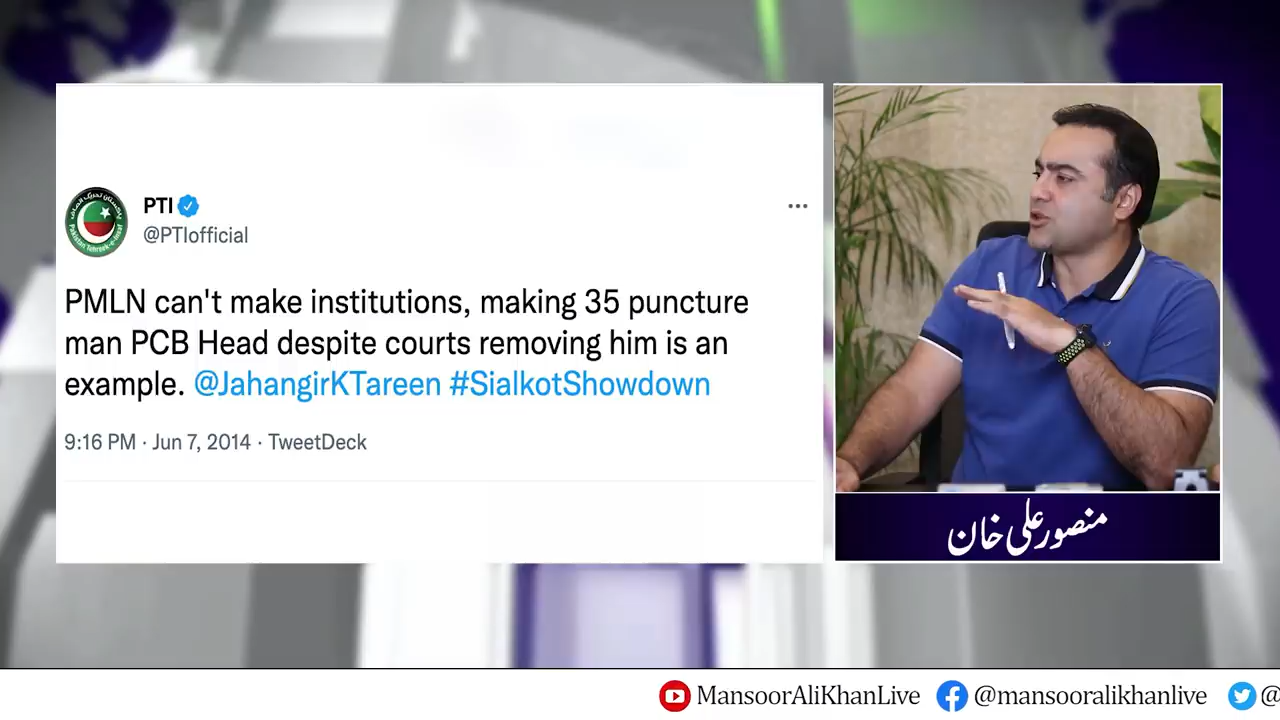 PTI
@PTIofficial
PMLN can't make institutions, making 35 puncture
man PCB Head despite courts removing him is an
example. @JahangirKTareen #SialkotShowdown
9:16 PM · Jun 7, 2014 · TweetDeck
منصور علی خان
MansoorAliKhanLive @mansooralikhanlive @